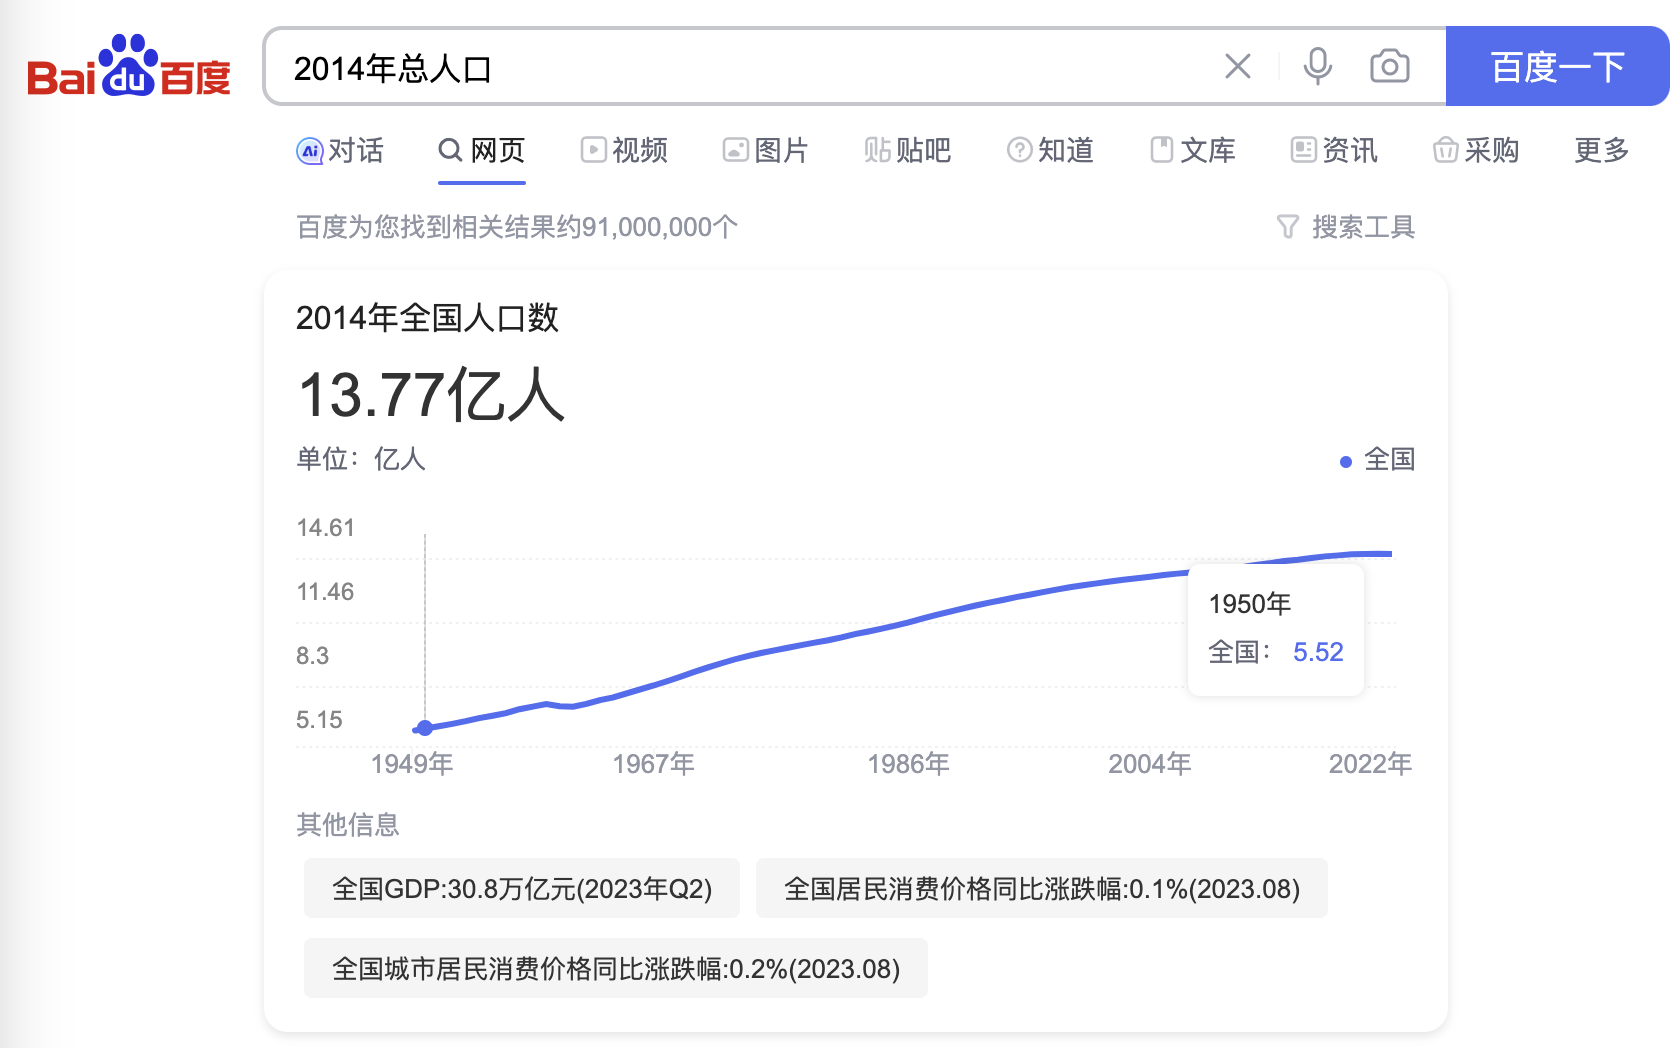 Bai du 百度
2014年总人口
百度一下
Ai 对话 网页 视频 图片 贴 贴吧 ? 知道 文库 资讯 采购 更多
百度为您找到相关结果约91,000,000个 搜索工具
2014年全国人口数
13.77亿人
单位：亿人 全国
14.61
11.46
8.3
5.15
1950年
全国： 5.52
1949年 1967年 1986年 2004年 2022年
其他信息
全国GDP:30.8万亿元(2023年Q2) 全国居民消费价格同比涨跌幅:0.1%(2023.08)
全国城市居民消费价格同比涨跌幅:0.2%(2023.08)